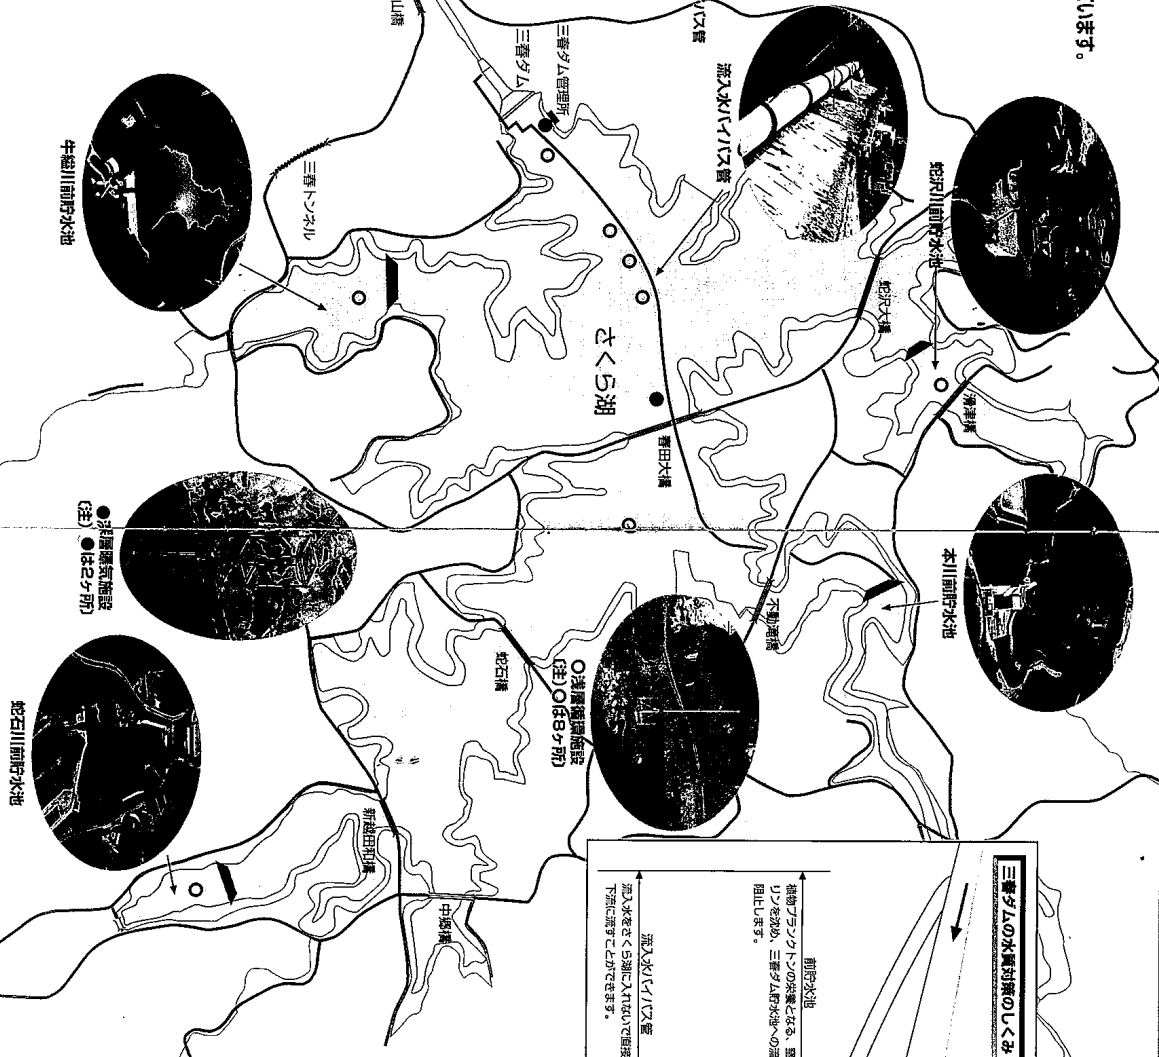 います。
蛇沢川前貯水池
本川前貯水池
三春ダムの水質対策のしくみ
滑津橋
蛇沢大橋
前貯水池
植物プランクトンの栄養となる、窒
リンを沈め、三春ダム貯水池への流
阻止します。
不動滝橋
流入水バイパス管
バス管
春田大橋
流入水バイパス管
流入水をさくら湖に入れないで直接
下流に流すことができます。
さくら湖
○浅層循環施設
(注)○は8ヶ所
三春ダム管理所
三春ダム
蛇石橋
中郷橋
山橋
新越田和橋
三春トンネル
●深層曝気施設
(注)●は2ヶ所
牛縊川前貯水池
蛇石川前貯水池